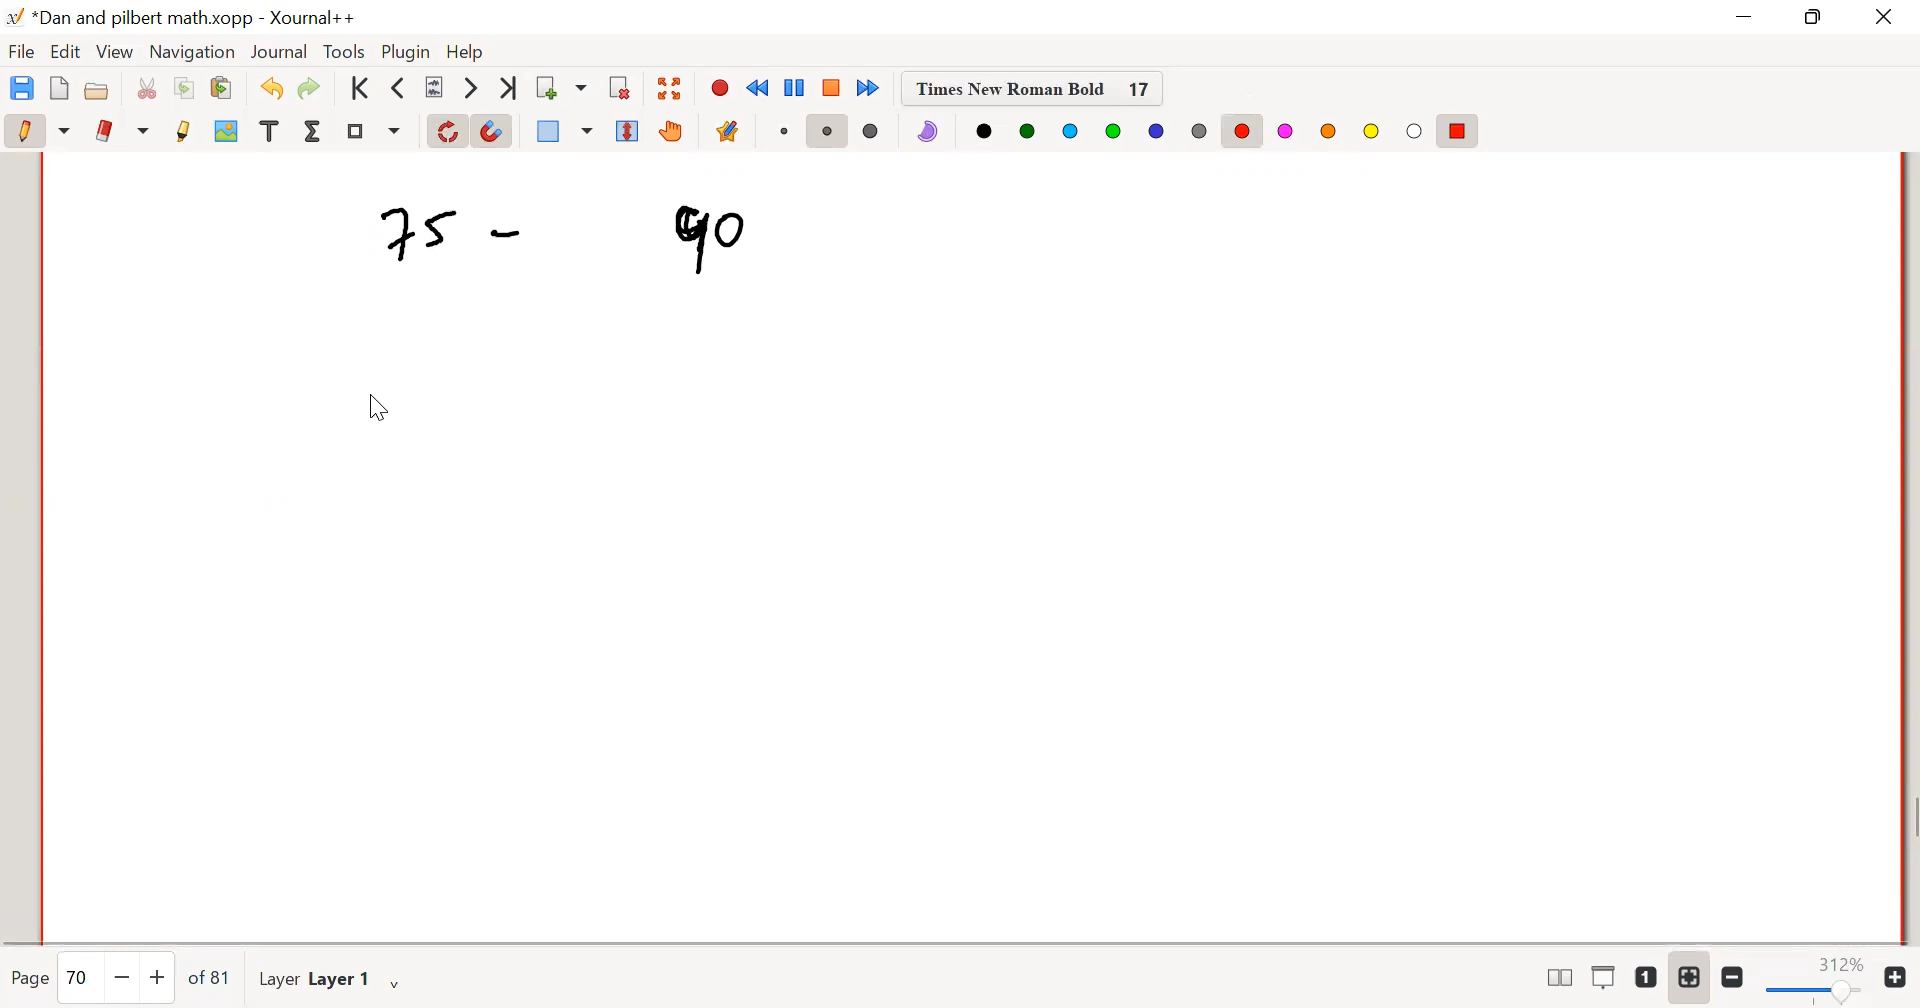 *Dan and pilbert math.xopp - Xournal++
File Edit View Navigation Journal Tools Plugin Help
Times New Roman Bold 17
75 - 90
Page 70 of 81 Layer Layer 1 312%